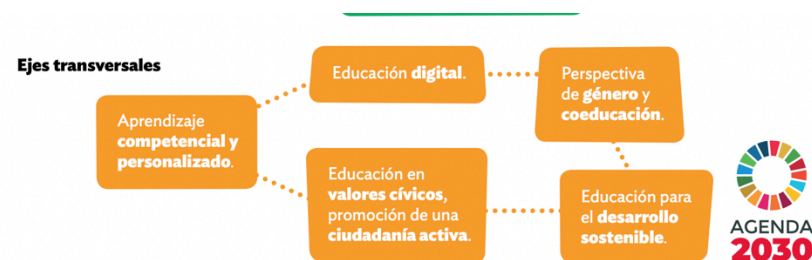 Ejes transversales
Aprendizaje
competencial y
personalizado.
Educación digital.
Perspectiva
de género y
coeducación.
Educación en
valores cívicos,
promoción de una
ciudadanía activa.
Educación para
el desarrollo
sostenible.
AGENDA
2030